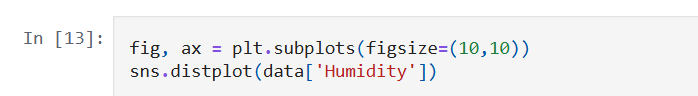 In [13]:
fig, ax = plt.subplots(figsize=(10,10))
sns.distplot(data['Humidity'])